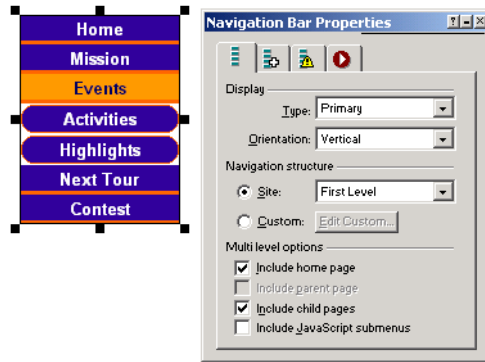 Home
Mission
Events
Activities
Highlights
Next Tour
Contest
Navigation Bar Properties
Display
Type: Primary
Orientation: Vertical
Navigation structure
Site: First Level
Custom: Edit Custom...
Multi level options
Include home page
Include parent page
Include child pages
Include JavaScript submenus